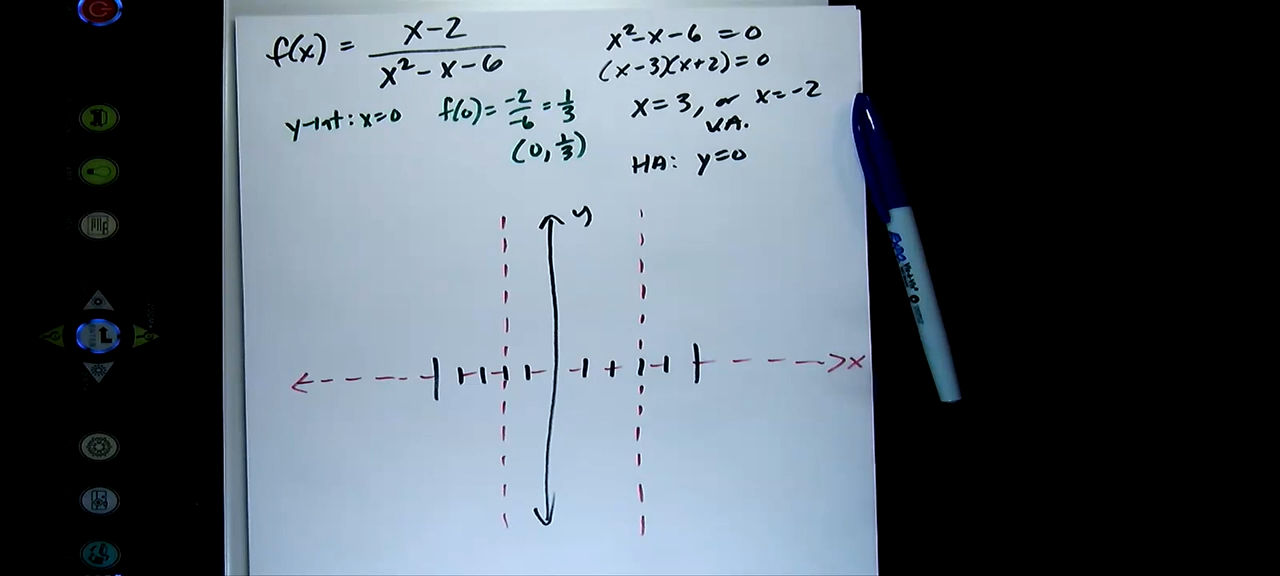 f(x) = x-2 / x²-x-6
x²-x-6 = 0
(x-3)(x+2) = 0
x = 3, or x = -2
V.A.
HA: y=0
y-int: x=0 f(0) = -2/-6 = 1/3
(0, 1/3)
y
x